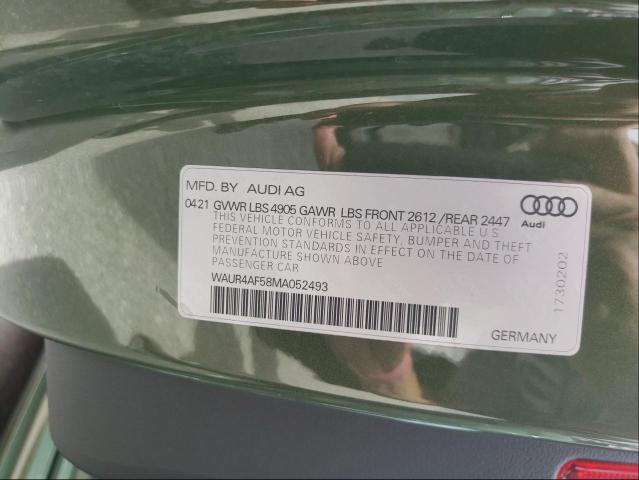 MFD. BY AUDI AG
0421 GVWR LBS 4905 GAWR LBS FRONT 2612 /REAR 2447
THIS VEHICLE CONFORMS TO ALL APPLICABLE U S
FEDERAL MOTOR VEHICLE SAFETY, BUMPER AND THEFT
PREVENTION STANDARDS IN EFFECT ON THE DATE OF
MANUFACTURE SHOWN ABOVE
PASSENGER CAR
WAUR4AF58MA052493
Audi
1730202
GERMANY